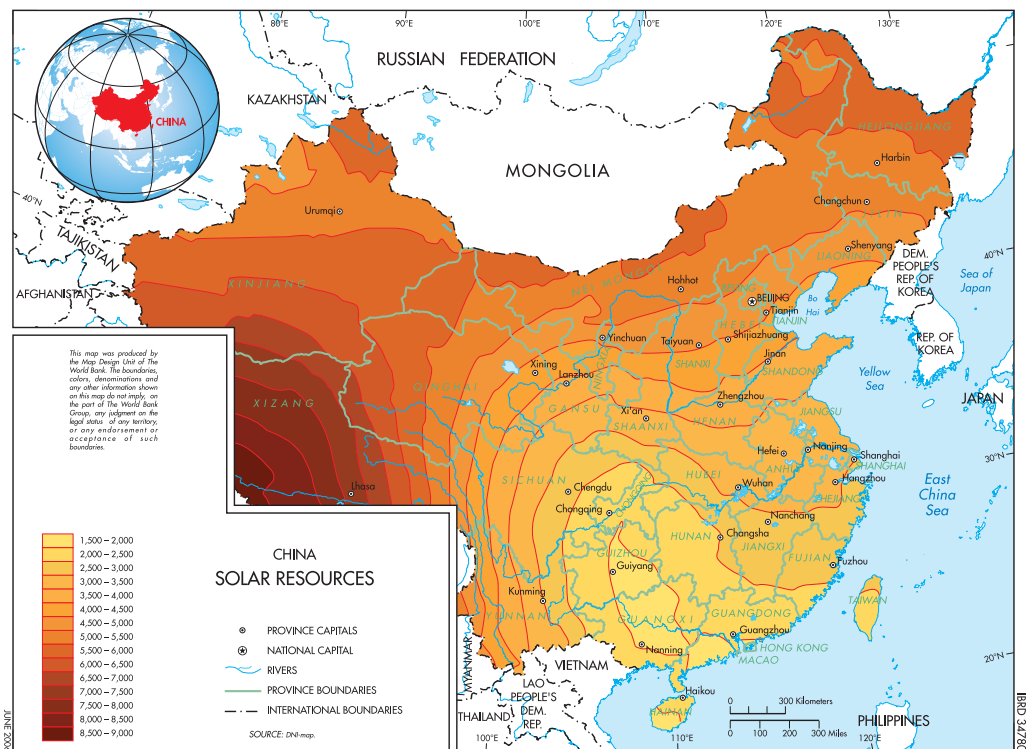 80°E
90°E
100°E
110°E
120°E
130°E
RUSSIAN FEDERATION
KAZAKHSTAN
CHINA
MONGOLIA
HEILONGJIANG
Harbin
40°N
Urumqi
Changchun
JILIN
TAJIKISTAN
Shenyang
LIAONING
40°N
DEM.
PEOPLE'S
REP. OF
KOREA
Sea of
Japan
AFGHANISTAN
XINJIANG
NEI MONGOL
Hohhot
BEIJING
BEIJING
Tianjin
TIANJIN
Bo
Hai
HEBEI
REP. OF
KOREA
Yinchuan
Taiyuan
Shijiazhuang
NINGXIA
SHANXI
Jinan
SHANDONG
This map was produced by
the Map Design Unit of The
World Bank. The boundaries,
colors, denominations and
any other information shown
on this map do not imply, on
the part of The World Bank
Group, any judgment on the
legal status of any territory,
or any endorsement or
acceptance of such
boundaries.
Xining
Lanzhou
Yellow
Sea
QINGHAI
XIZANG
GANSU
Zhengzhou
JAPAN
Xi'an
SHAANXI
HENAN
JIANGSU
Hefei
Nanjing
Shanghai
SHANGHAI
30°N
ANHUI
HUBEI
Wuhan
Hangzhou
ZHEJIANG
SICHUAN
Chengdu
East
China
Sea
Lhasa
Chongqing
CHONGQING
Nanchang
HUNAN
Changsha
JIANGXI
GUIZHOU
Guiyang
FUJIAN
Fuzhou
Kunming
YUNNAN
TAIWAN
GUANGXI
GUANGDONG
Guangzhou
HONG KONG
MACAO
Nanning
20°N
MYANMAR
VIETNAM
LAO
PEOPLE'S
DEM.
REP.
Haikou
HAINAN
THAILAND
PHILIPPINES
100°E
110°E
120°E
0 300 Kilometers
0 100 200 300 Miles
1,500 – 2,000
2,000 – 2,500
2,500 – 3,000
3,000 – 3,500
3,500 – 4,000
4,000 – 4,500
4,500 – 5,000
5,000 – 5,500
5,500 – 6,000
6,000 – 6,500
6,500 – 7,000
7,000 – 7,500
7,500 – 8,000
8,000 – 8,500
8,500 – 9,000
CHINA
SOLAR RESOURCES
PROVINCE CAPITALS
NATIONAL CAPITAL
RIVERS
PROVINCE BOUNDARIES
INTERNATIONAL BOUNDARIES
SOURCE: DNI-map.